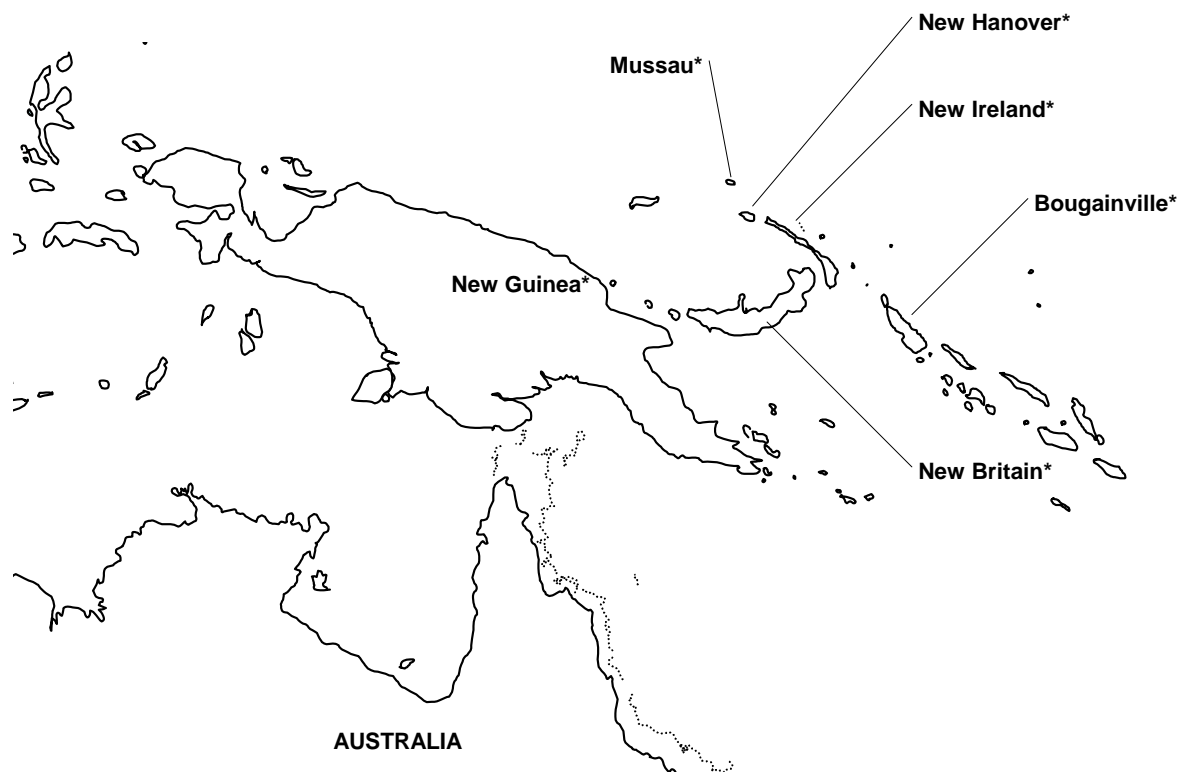 New Hanover*
Mussau*
New Ireland*
Bougainville*
New Guinea*
New Britain*
AUSTRALIA